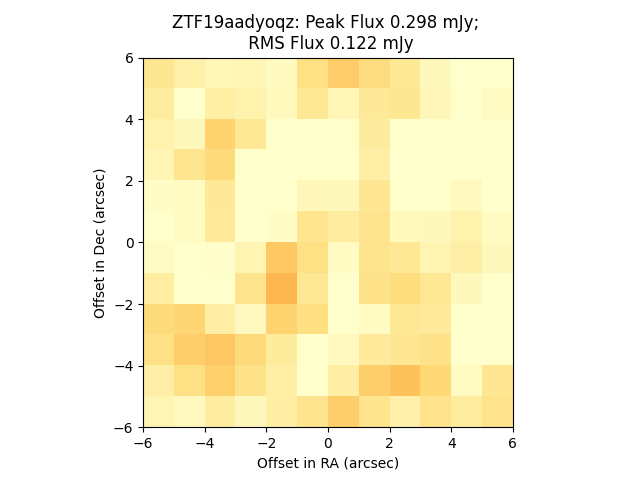 ZTF19aadyoqz: Peak Flux 0.298 mJy;
RMS Flux 0.122 mJy
6
4
2
0
−2
−4
−6
Offset in Dec (arcsec)
−6 −4 −2 0 2 4 6
Offset in RA (arcsec)